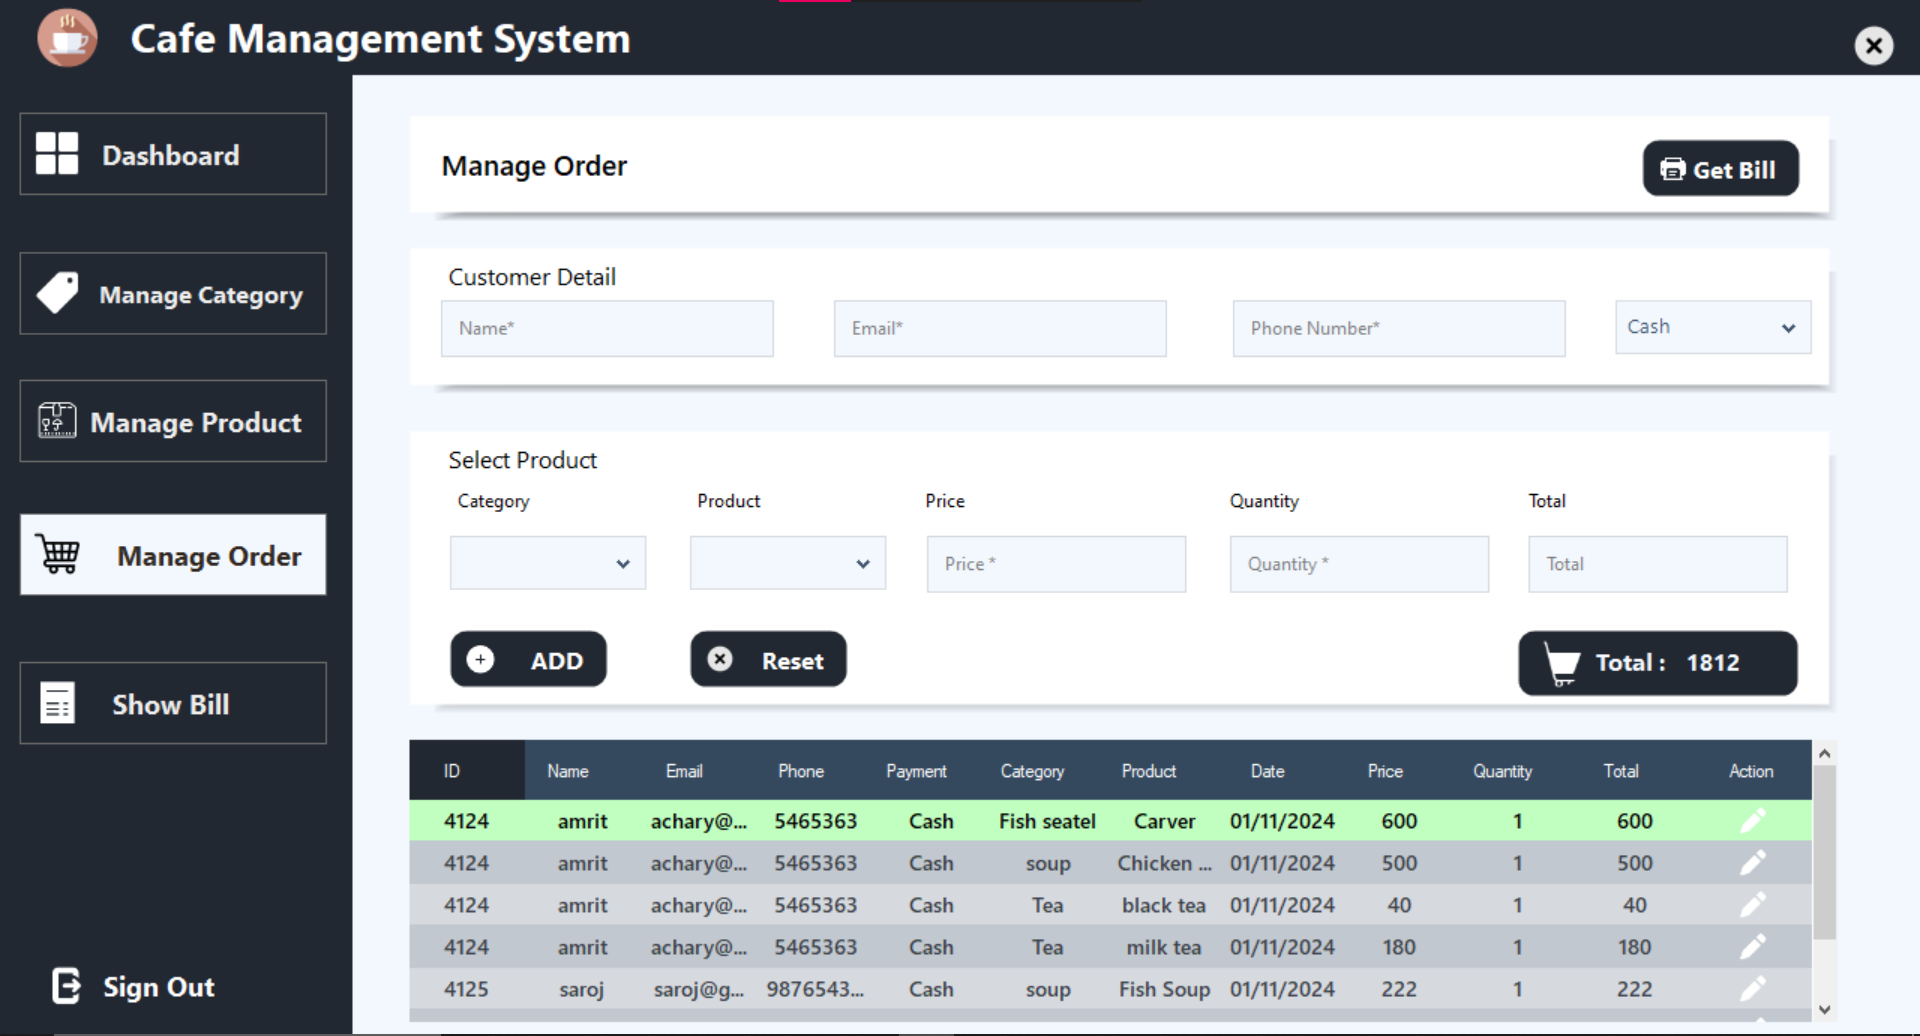 Cafe Management System
Dashboard
Manage Category
Manage Product
Manage Order
Show Bill
Sign Out
Manage Order
Get Bill
Customer Detail
Name* Email* Phone Number* Cash
Select Product
Category Product Price Quantity Total
Price * Quantity * Total
+ ADD Reset Total : 1812
ID Name Email Phone Payment Category Product Date Price Quantity Total Action
4124 amrit achary@... 5465363 Cash Fish seatel Carver 01/11/2024 600 1 600
4124 amrit achary@... 5465363 Cash soup Chicken ... 01/11/2024 500 1 500
4124 amrit achary@... 5465363 Cash Tea black tea 01/11/2024 40 1 40
4124 amrit achary@... 5465363 Cash Tea milk tea 01/11/2024 180 1 180
4125 saroj saroj@g... 9876543... Cash soup Fish Soup 01/11/2024 222 1 222